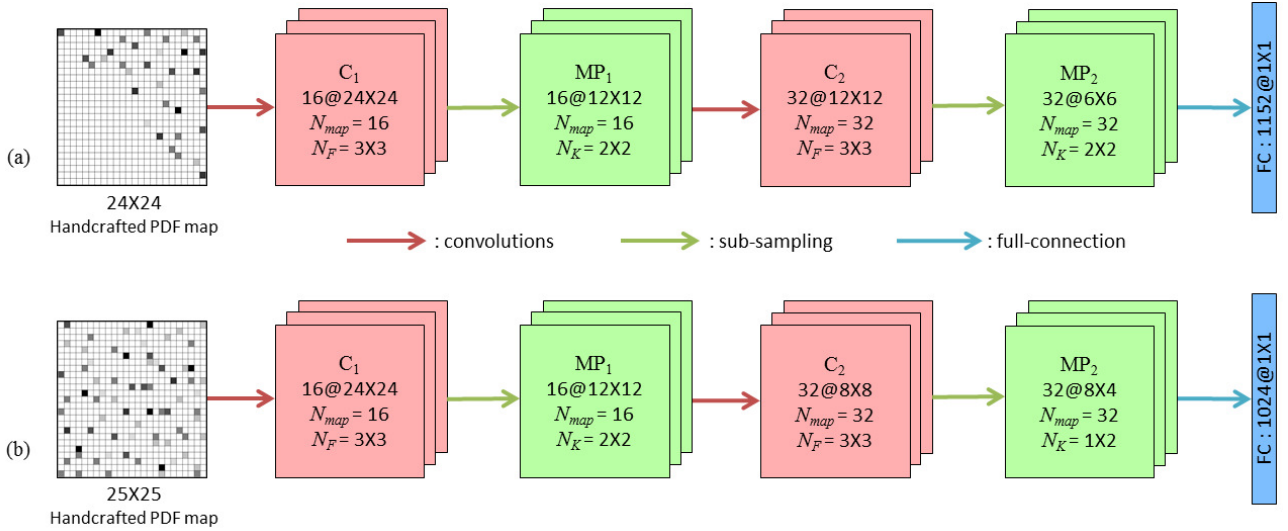 (a)
24X24
Handcrafted PDF map
C1
16@24X24
Nmap = 16
NF = 3X3
MP1
16@12X12
Nmap = 16
NK = 2X2
C2
32@12X12
Nmap = 32
NF = 3X3
MP2
32@6X6
Nmap = 32
NK = 2X2
FC : 1152@1X1
: convolutions
: sub-sampling
: full-connection
(b)
25X25
Handcrafted PDF map
C1
16@24X24
Nmap = 16
NF = 3X3
MP1
16@12X12
Nmap = 16
NK = 2X2
C2
32@8X8
Nmap = 32
NF = 3X3
MP2
32@8X4
Nmap = 32
NK = 1X2
FC : 1024@1X1